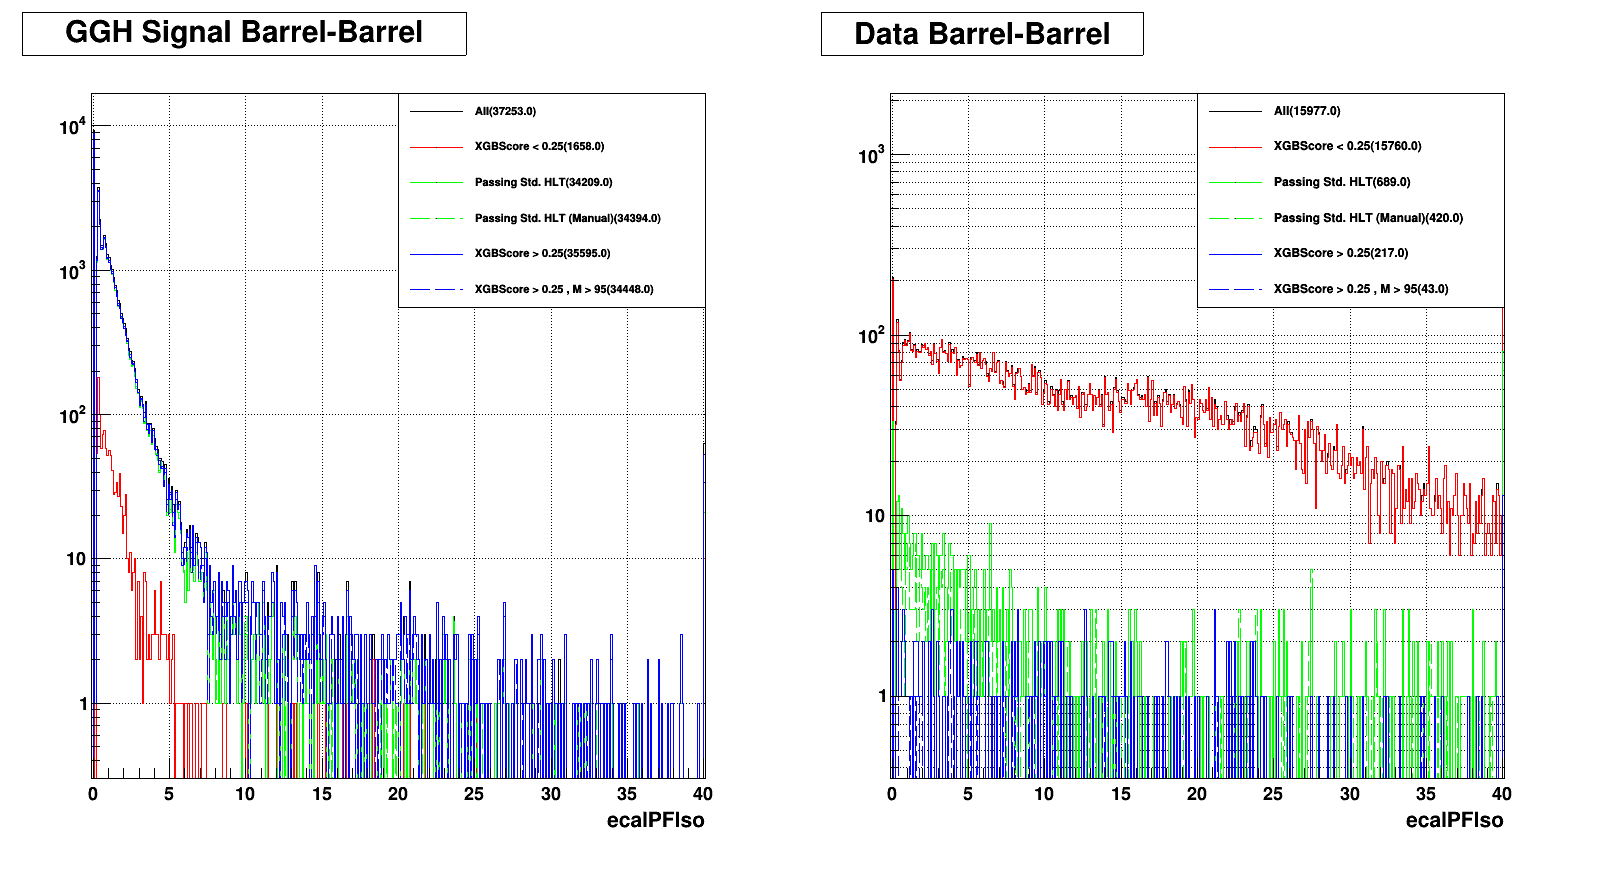 GGH Signal Barrel-Barrel
All(37253.0)
XGBScore < 0.25(1658.0)
Passing Std. HLT(34209.0)
Passing Std. HLT (Manual)(34394.0)
XGBScore > 0.25(35595.0)
XGBScore > 0.25 , M > 95(34448.0)
10^4
10^3
10^2
10
1
0 5 10 15 20 25 30 35 40
ecalPFIso
Data Barrel-Barrel
All(15977.0)
XGBScore < 0.25(15760.0)
Passing Std. HLT(689.0)
Passing Std. HLT (Manual)(420.0)
XGBScore > 0.25(217.0)
XGBScore > 0.25 , M > 95(43.0)
10^3
10^2
10
1
0 5 10 15 20 25 30 35 40
ecalPFIso